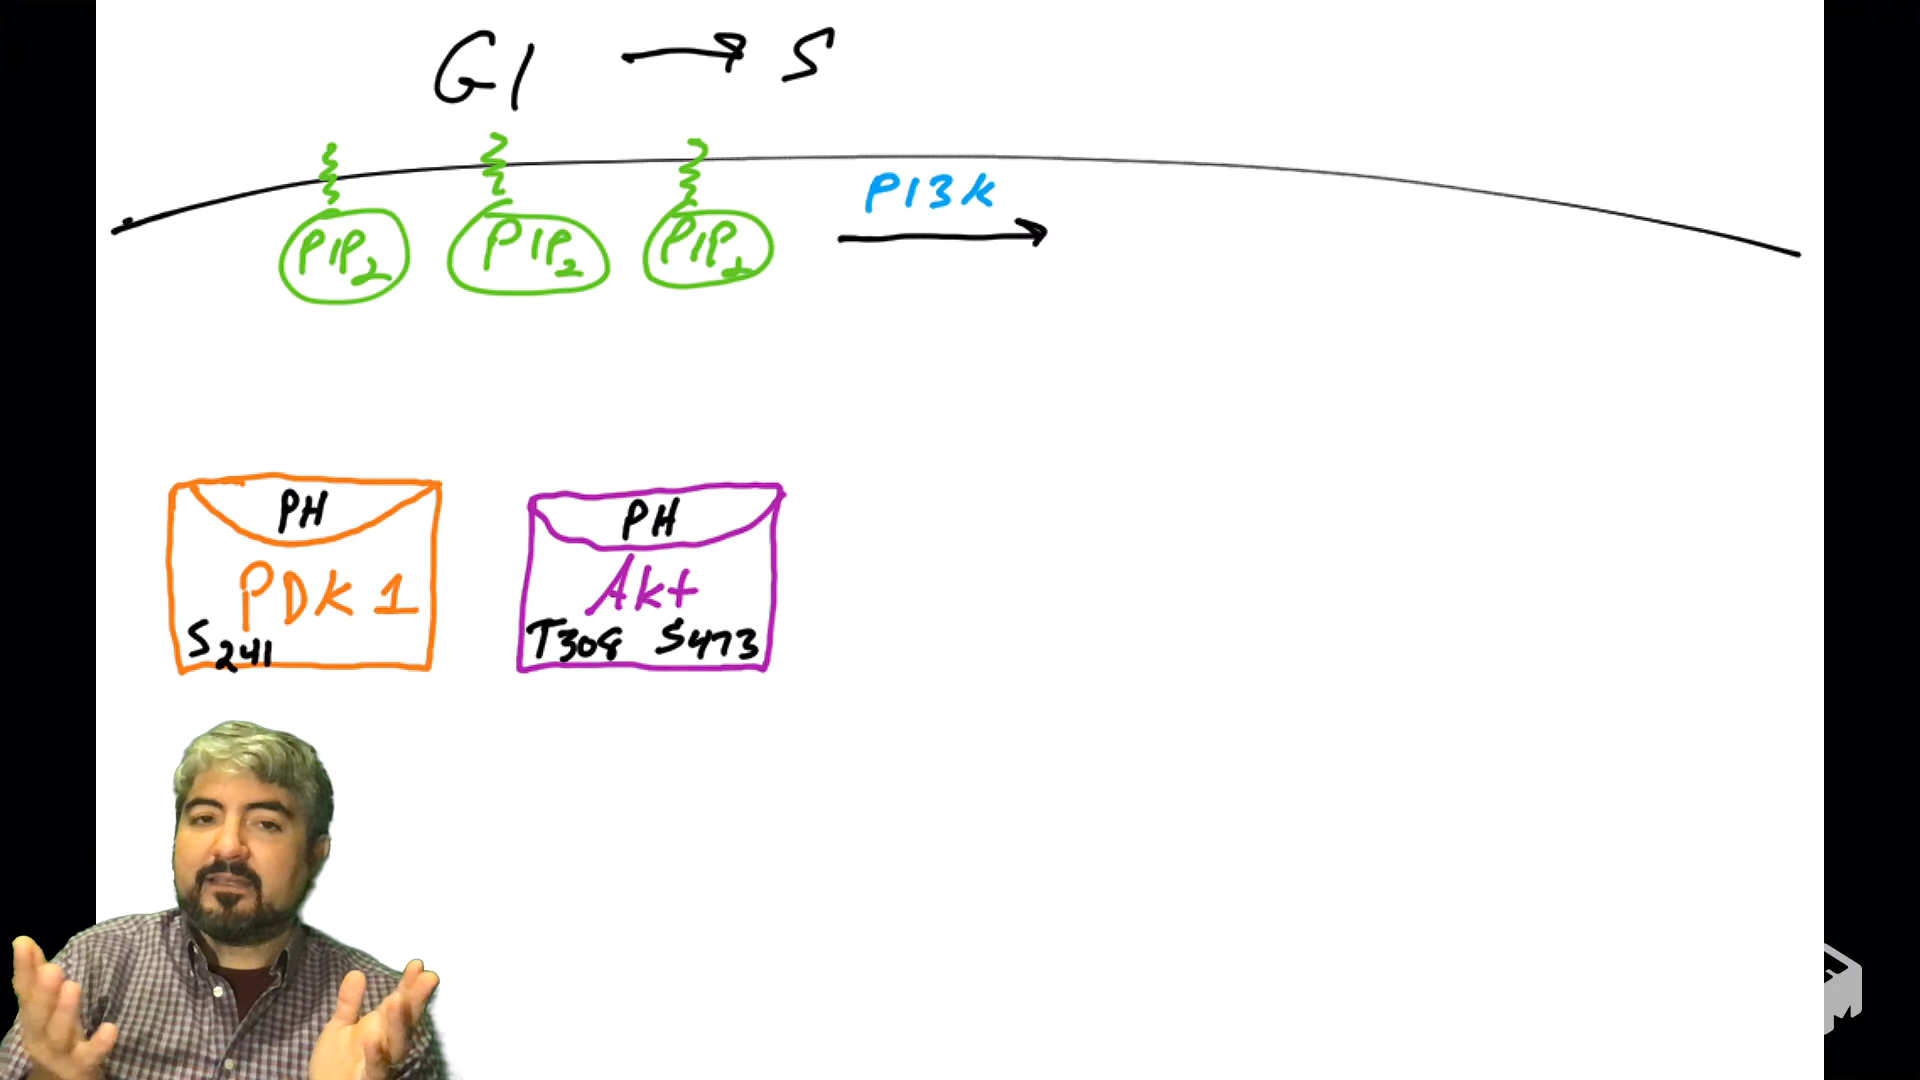 G1 → S
PI3K
PIP2 PIP2 PIP2
PH
PDK1
S241
PH
Akt
T308 S473
M